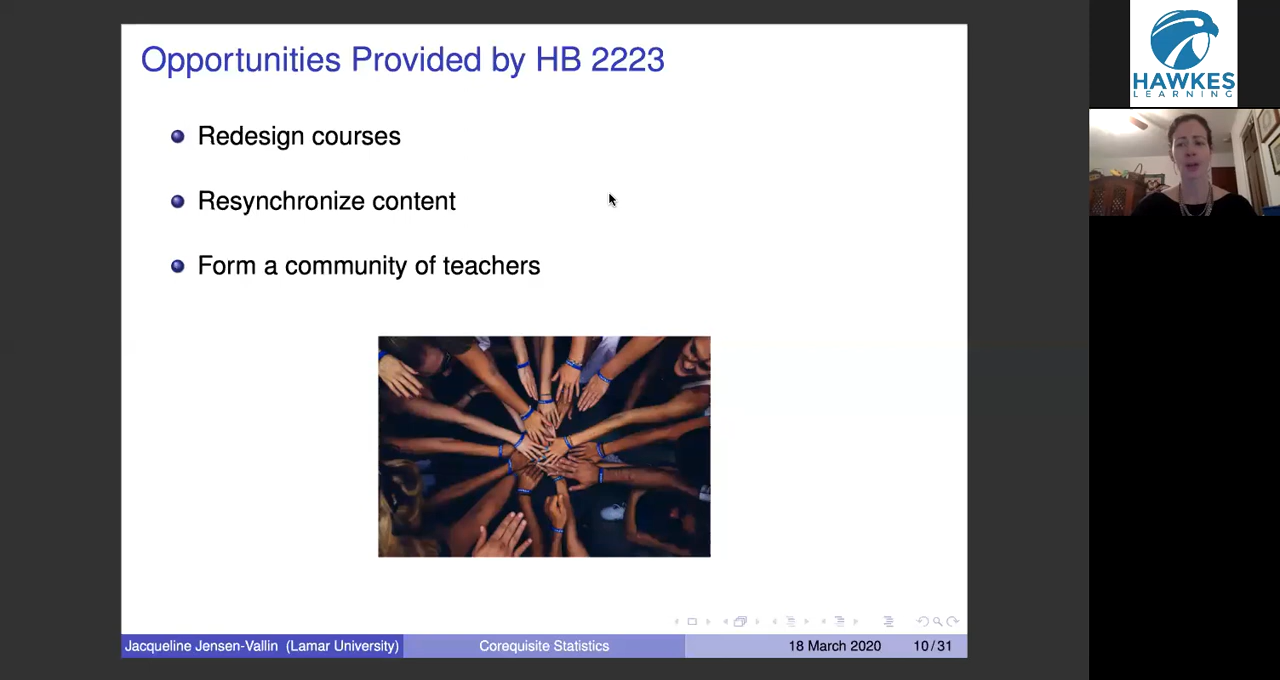 Opportunities Provided by HB 2223
Redesign courses
Resynchronize content
Form a community of teachers
Jacqueline Jensen-Vallin (Lamar University) Corequisite Statistics 18 March 2020 10/31
HAWKES
LEARNING